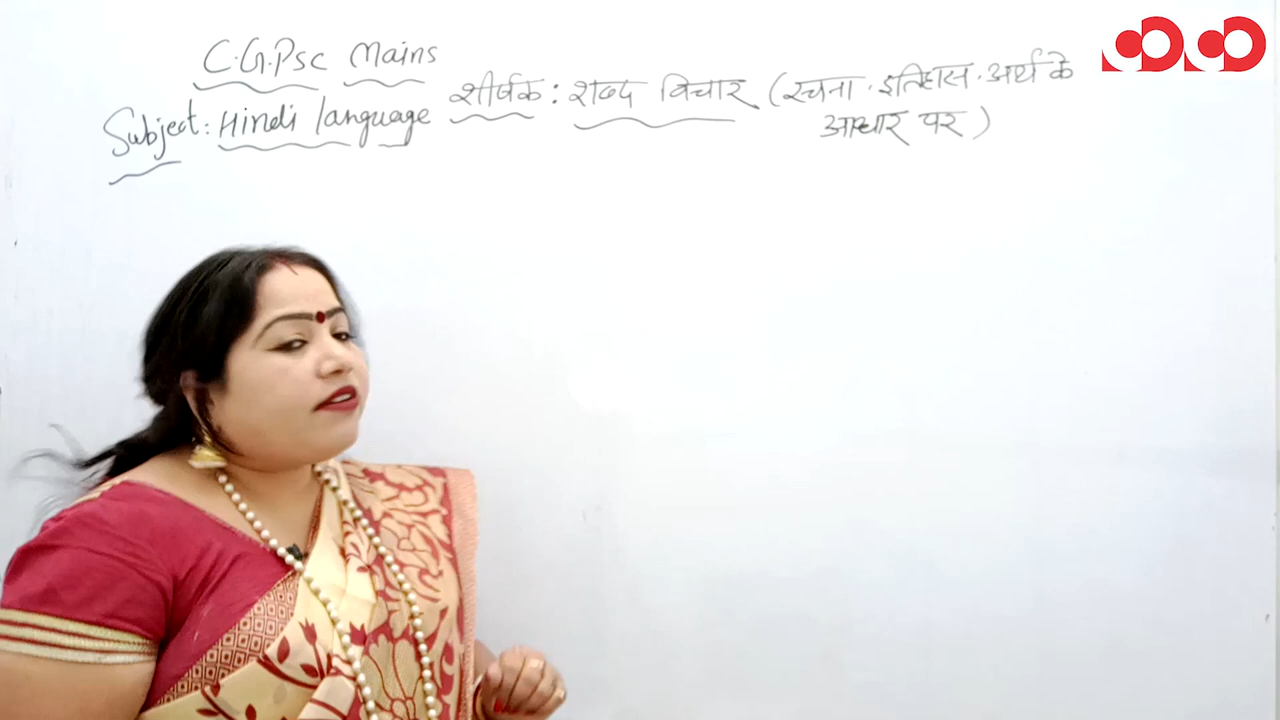 C.G.Psc Mains
Subject: Hindi language
शीर्षक: शब्द विचार (रचना, इतिहास, अर्थ के
आधार पर)